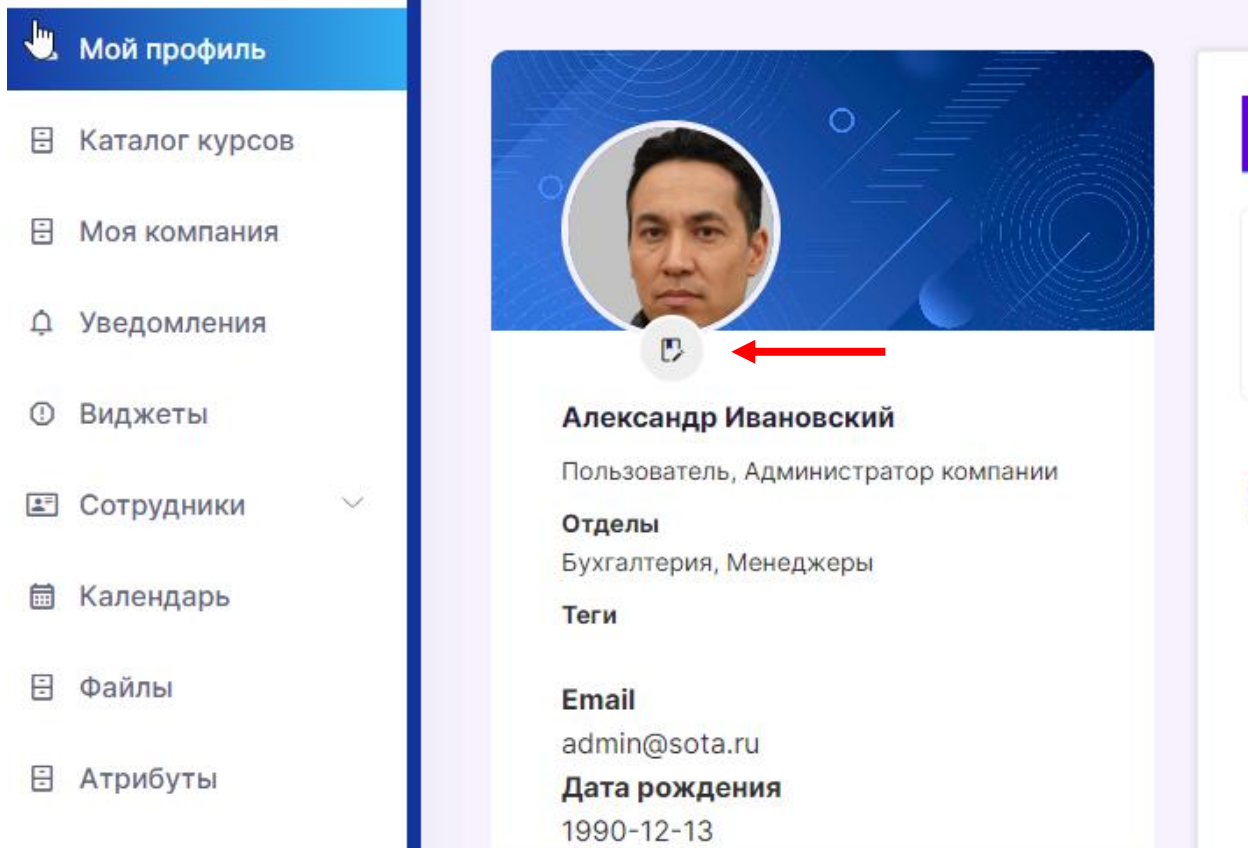 Мой профиль
Каталог курсов
Моя компания
Уведомления
Виджеты
Сотрудники
Календарь
Файлы
Атрибуты
Александр Ивановский
Пользователь, Администратор компании
Отделы
Бухгалтерия, Менеджеры
Теги
Email
admin@sota.ru
Дата рождения
1990-12-13